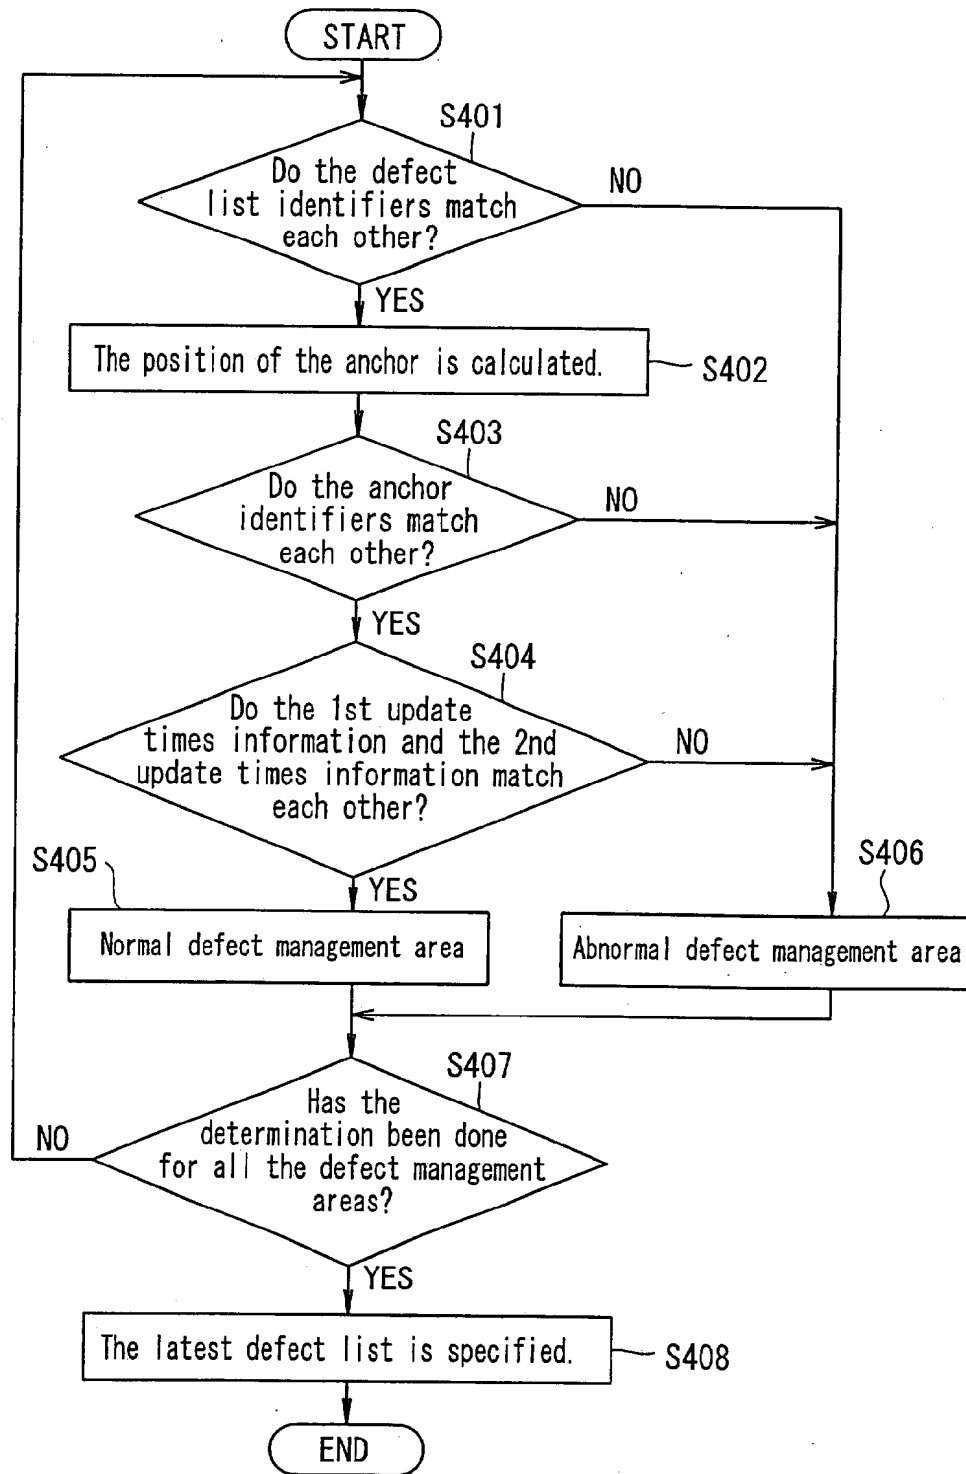 START
S401
Do the defect
list identifiers match
each other?
NO
YES
The position of the anchor is calculated.
S402
S403
Do the anchor
identifiers match
each other?
NO
YES
S404
Do the 1st update
times information and the 2nd
update times information match
each other?
NO
S405
YES
S406
Normal defect management area
Abnormal defect management area
S407
Has the
determination been done
for all the defect management
areas?
NO
YES
The latest defect list is specified.
S408
END